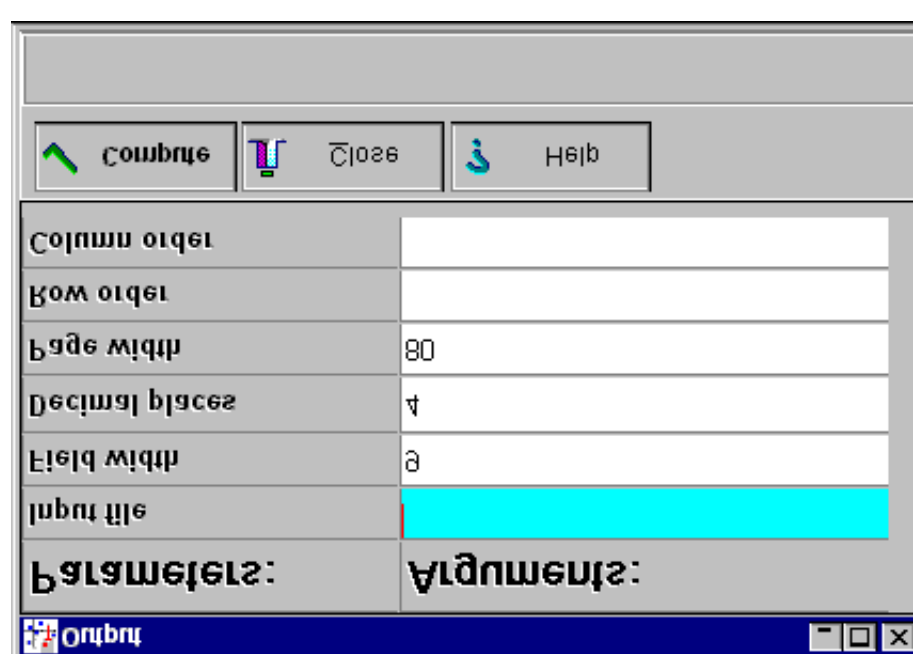 Output
Parameters: Arguments:
Input file
Field width 9
Decimal places 4
Page width 80
Row order
Column order
Compute Close Help